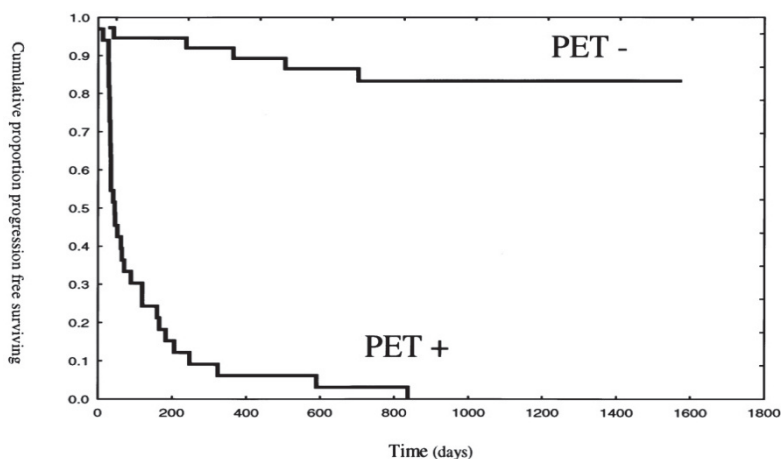 Cumulative proportion progression free surviving
1.0
0.9
0.8
0.7
0.6
0.5
0.4
0.3
0.2
0.1
0.0
PET -
PET +
0 200 400 600 800 1000 1200 1400 1600 1800
Time (days)